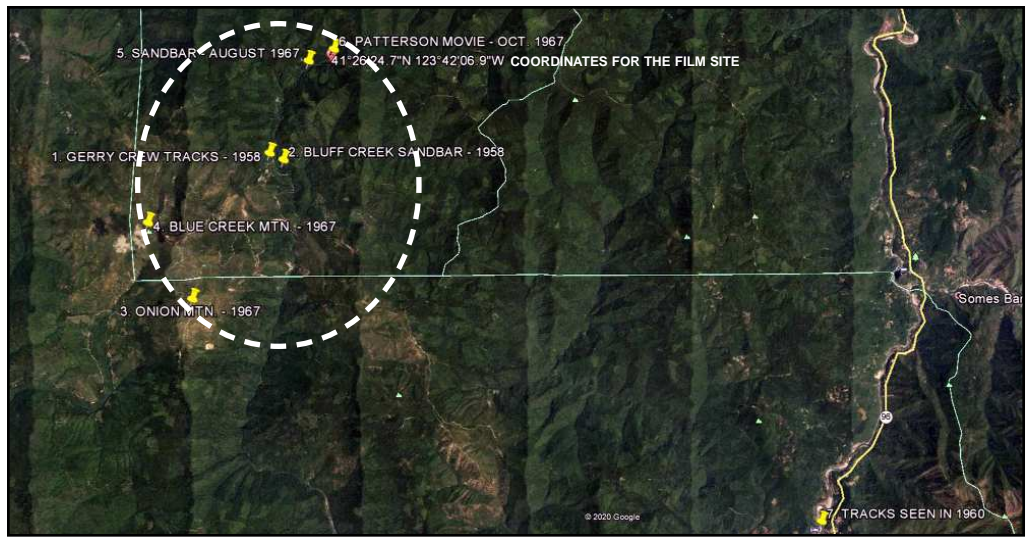 6. PATTERSON MOVIE - OCT. 1967
5. SANDBAR - AUGUST 1967
41°26'24.7"N 123°42'06.9"W COORDINATES FOR THE FILM SITE
1. GERRY CREW TRACKS - 1958
2. BLUFF CREEK SANDBAR - 1958
4. BLUE CREEK MTN. - 1967
3. ONION MTN. - 1967
Somes Bar
96
© 2020 Google
7. TRACKS SEEN IN 1960